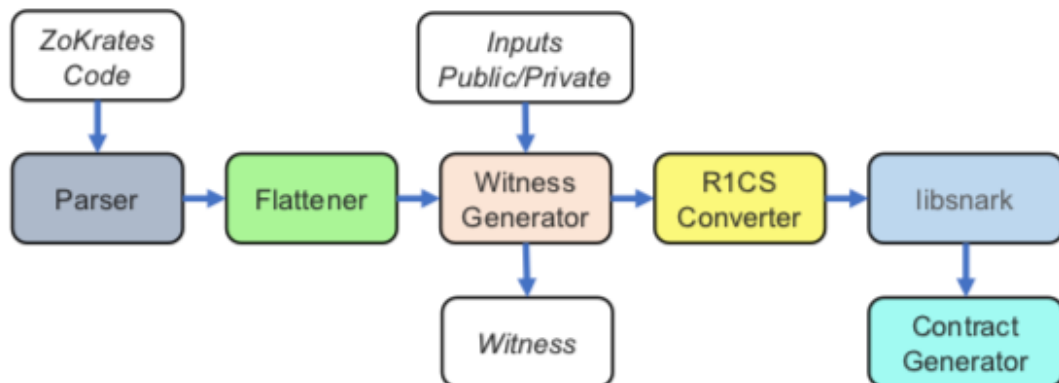 ZoKrates
Code
Inputs
Public/Private
Parser
Flattener
Witness
Generator
R1CS
Converter
libsnark
Witness
Contract
Generator